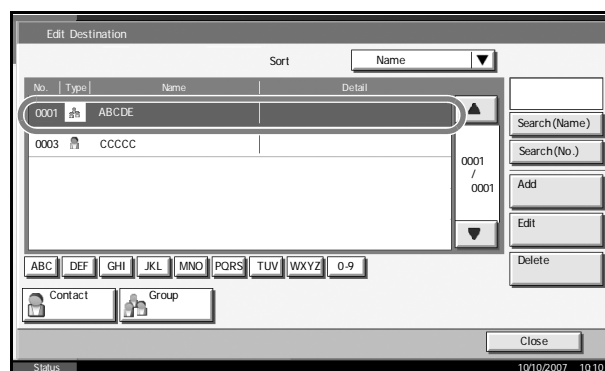 Edit Destination
Sort Name
No. Type Name Detail
0001 ABCDE
0003 CCCCC
0001
/
0001
Search(Name)
Search(No.)
Add
Edit
Delete
ABC DEF GHI JKL MNO PQRS TUV WXYZ 0-9
Contact Group
Close
Status 10/10/2007 10:10